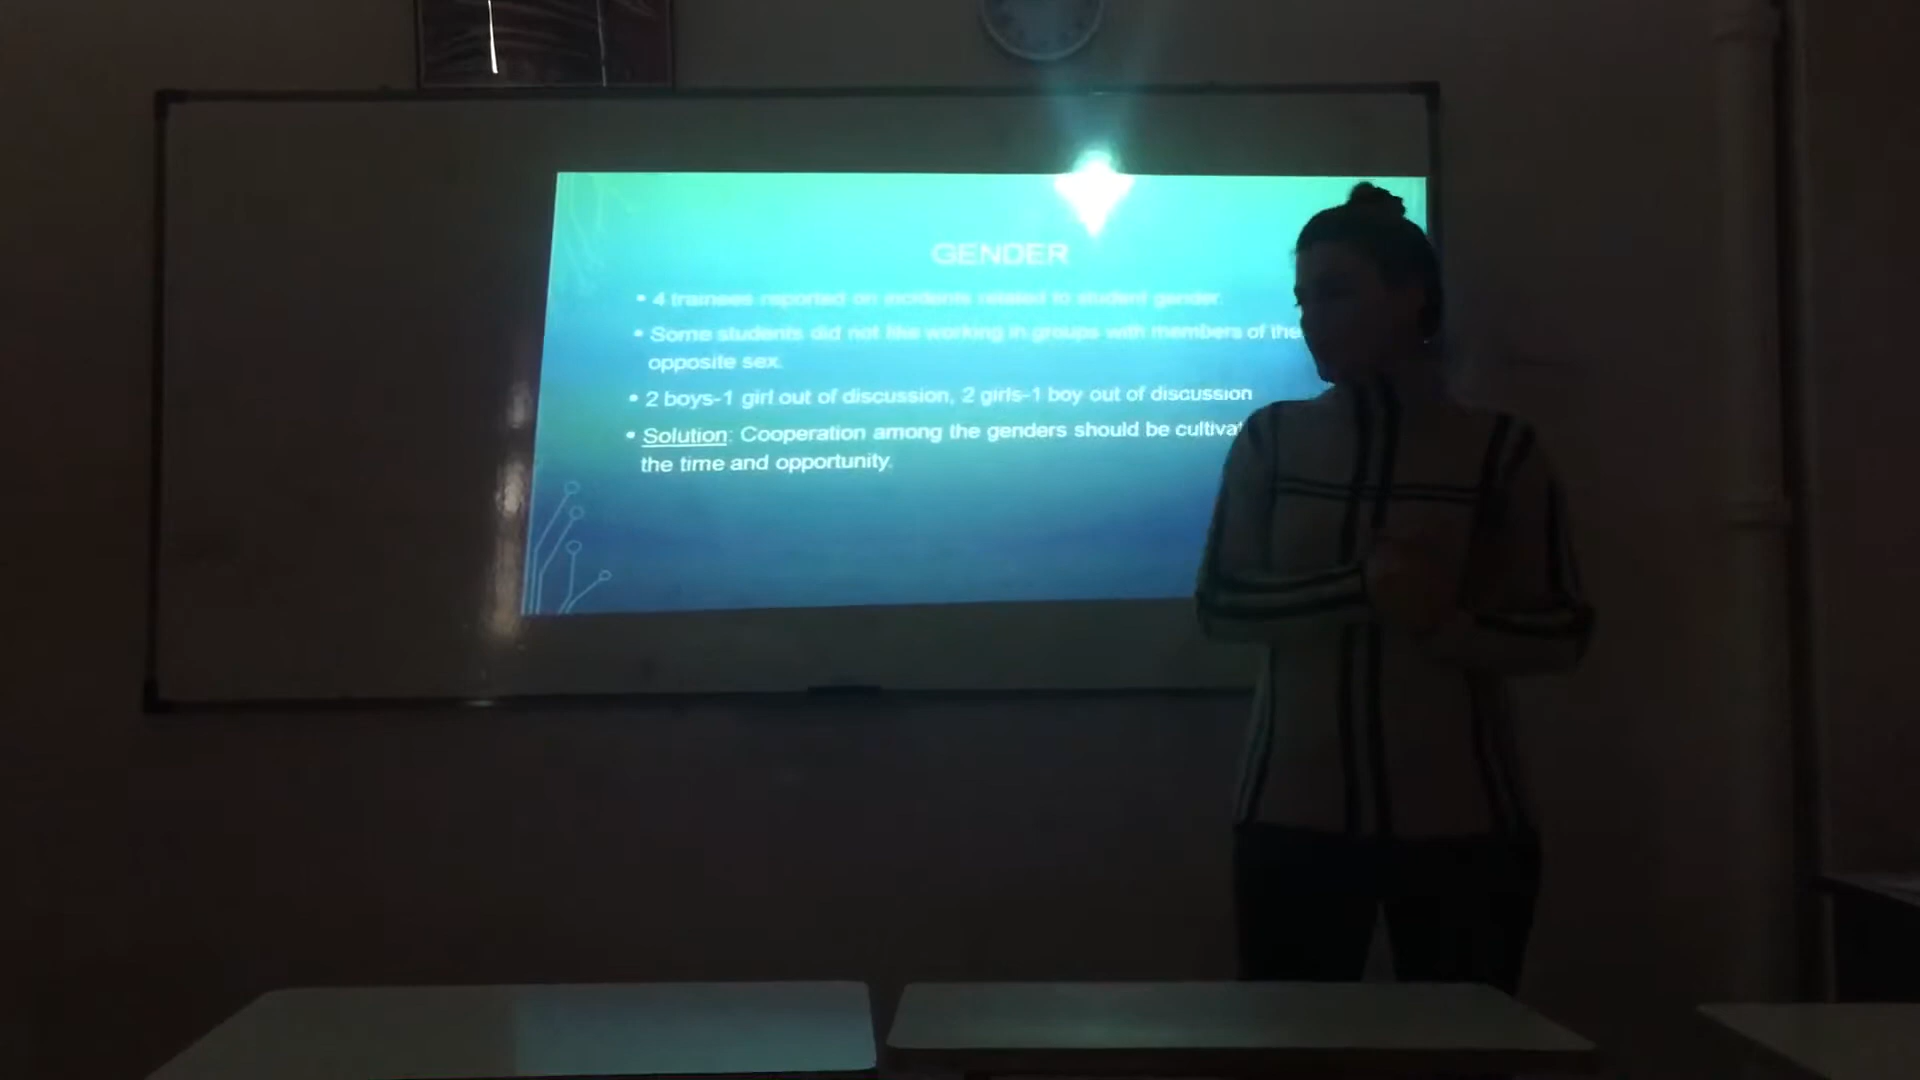 GENDER
• 4 trainees reported on incidents related to student gender.
• Some students did not like working in groups with members of the
opposite sex.
• 2 boys-1 girl out of discussion, 2 girls-1 boy out of discussion
• Solution: Cooperation among the genders should be cultivat
the time and opportunity.